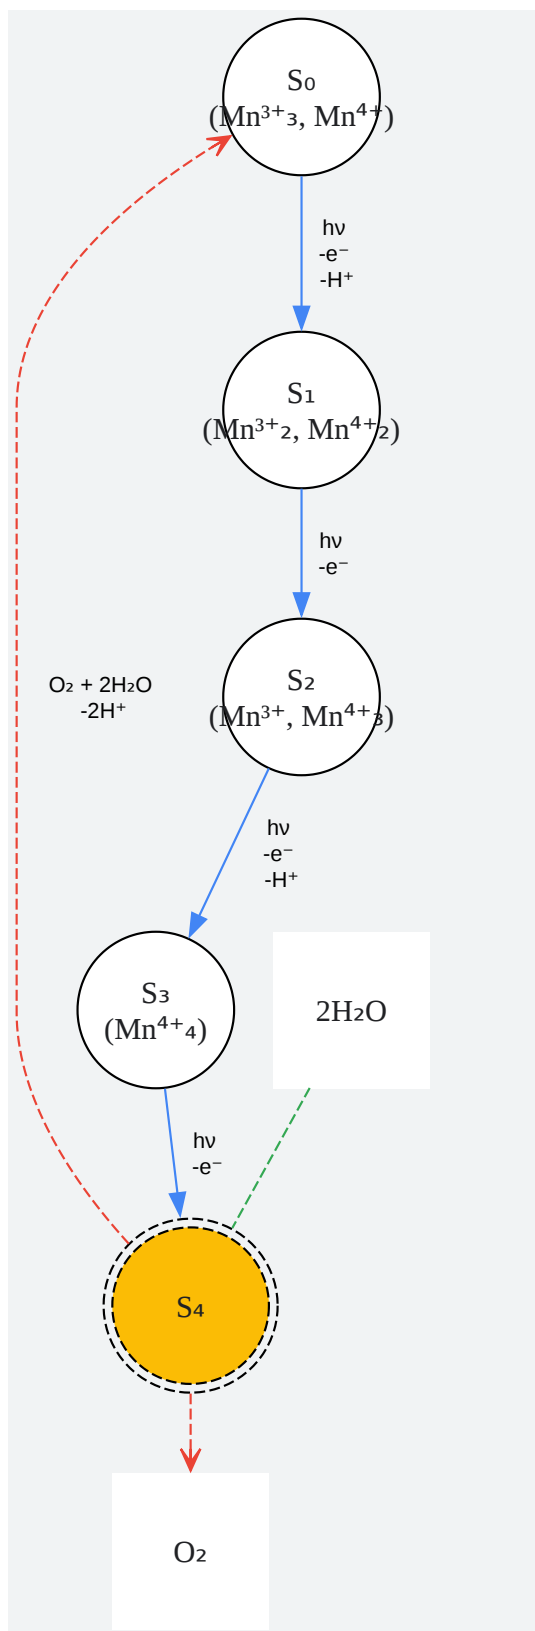 S₀
(Mn³⁺₃, Mn⁴⁺)
hν
-e⁻
-H⁺
S₁
(Mn³⁺₂, Mn⁴⁺₂)
hν
-e⁻
O₂ + 2H₂O
-2H⁺
S₂
(Mn³⁺, Mn⁴⁺₃)
hν
-e⁻
-H⁺
S₃
(Mn⁴⁺₄)
2H₂O
hν
-e⁻
S₄
O₂